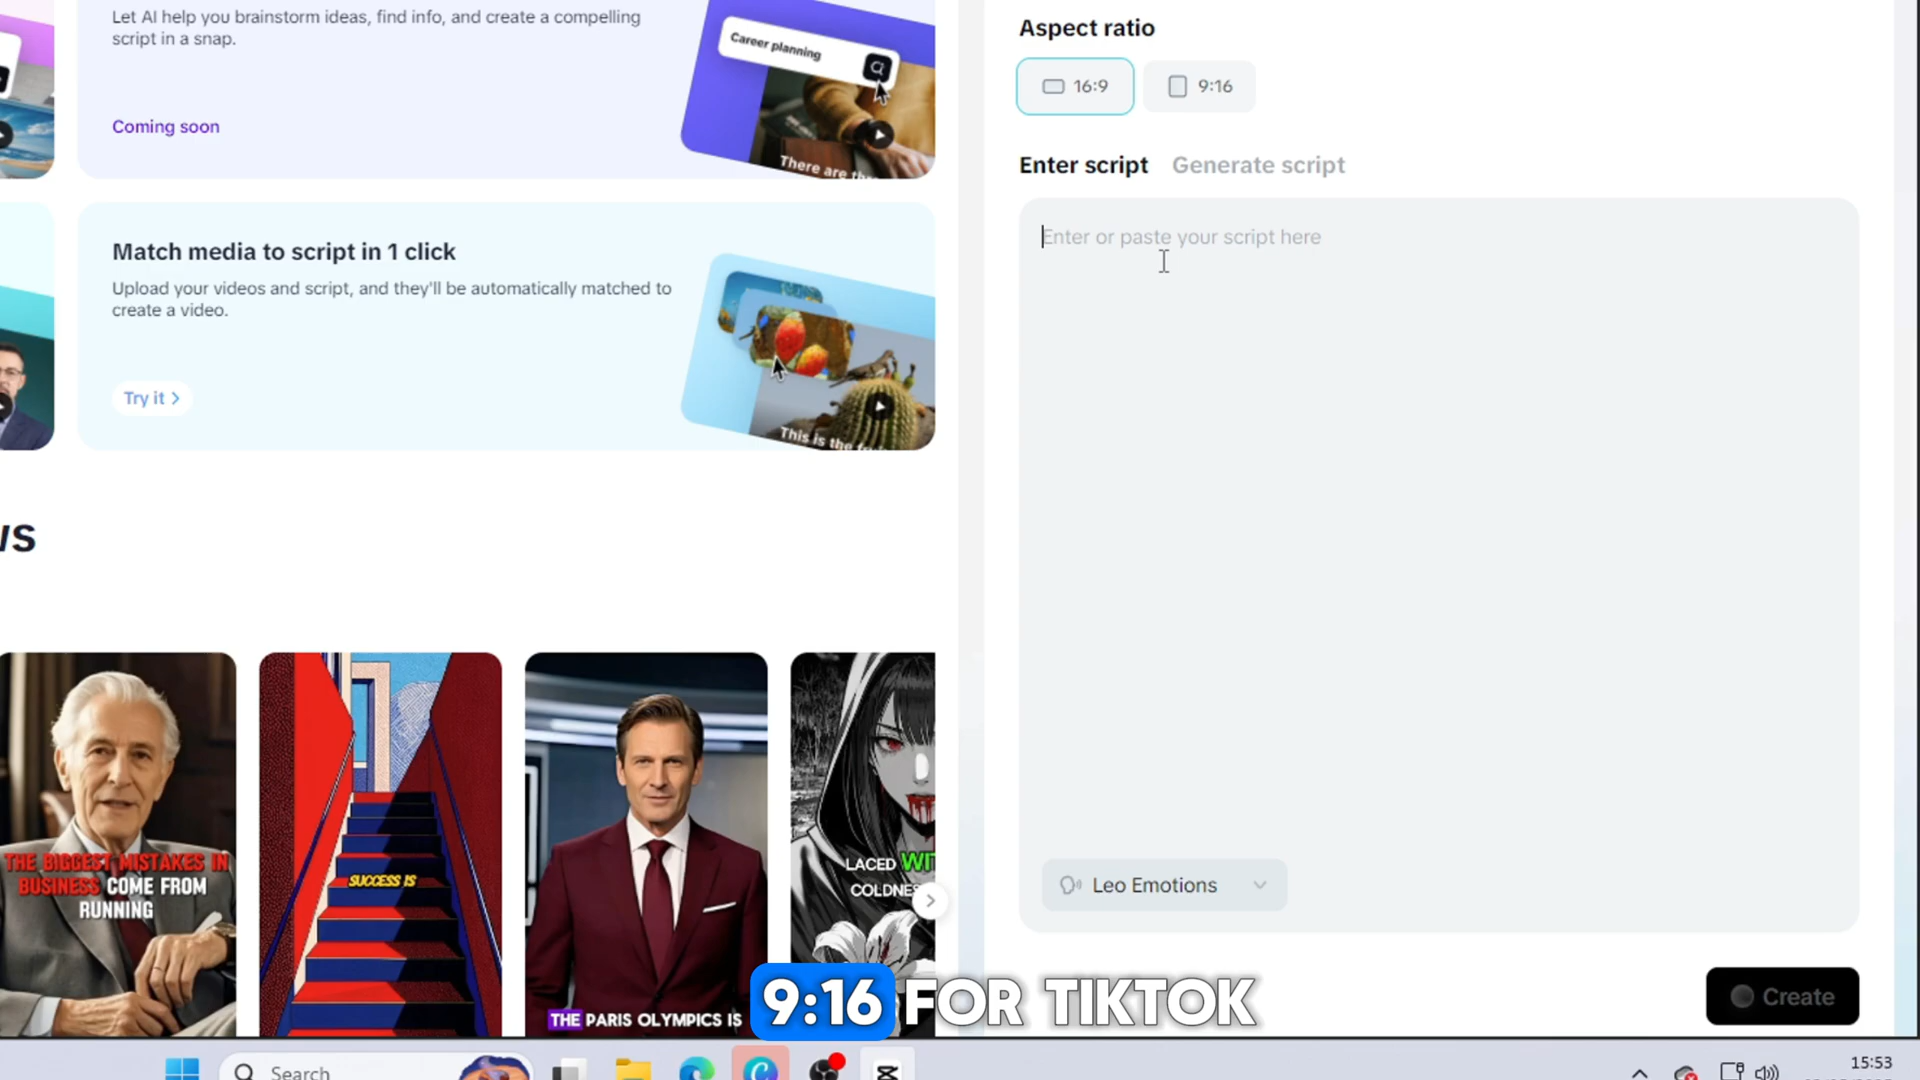 Let AI help you brainstorm ideas, find info, and create a compelling
script in a snap.
Coming soon
Career planning
Match media to script in 1 click
Upload your videos and script, and they'll be automatically matched to
create a video.
Try it >
This is the
THE BIGGEST MISTAKES IN
BUSINESS COME FROM
RUNNING
SUCCESS IS
THE PARIS OLYMPICS IS
LACED
Aspect ratio
16:9
9:16
Enter script
Generate script
Enter or paste your script here
Leo Emotions
Create
9:16 FOR TIKTOK
Search
15:53